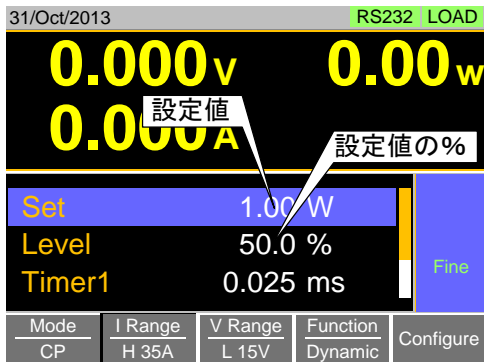 31/Oct/2013 RS232 LOAD
0.000 V 0.00 W
設定値
0.000 A
設定値の%
Set 1.00 W
Level 50.0 %
Timer1 0.025 ms
Fine
Mode I Range V Range Function Configure
CP H 35A L 15V Dynamic